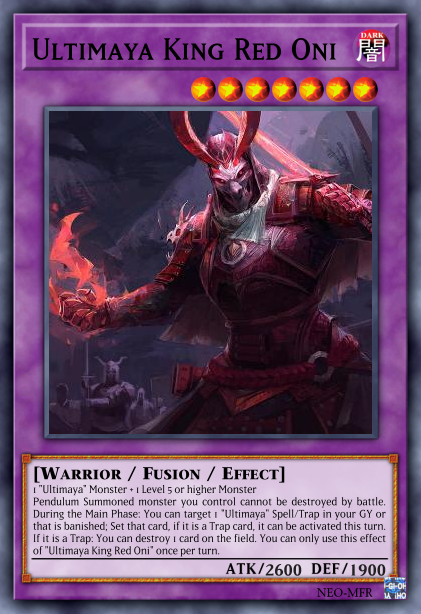 ULTIMAYA KING RED ONI
DARK
闇
[WARRIOR / FUSION / EFFECT]
1 "Ultimaya" Monster + 1 Level 5 or higher Monster
Pendulum Summoned monster you control cannot be destroyed by battle.
During the Main Phase: You can target 1 "Ultimaya" Spell/Trap in your GY or
that is banished; Set that card, if it is a Trap card, it can be activated this turn.
If it is a Trap: You can destroy 1 card on the field. You can only use this effect
of "Ultimaya King Red Oni" once per turn.
ATK/2600 DEF/1900
NEO-MFR